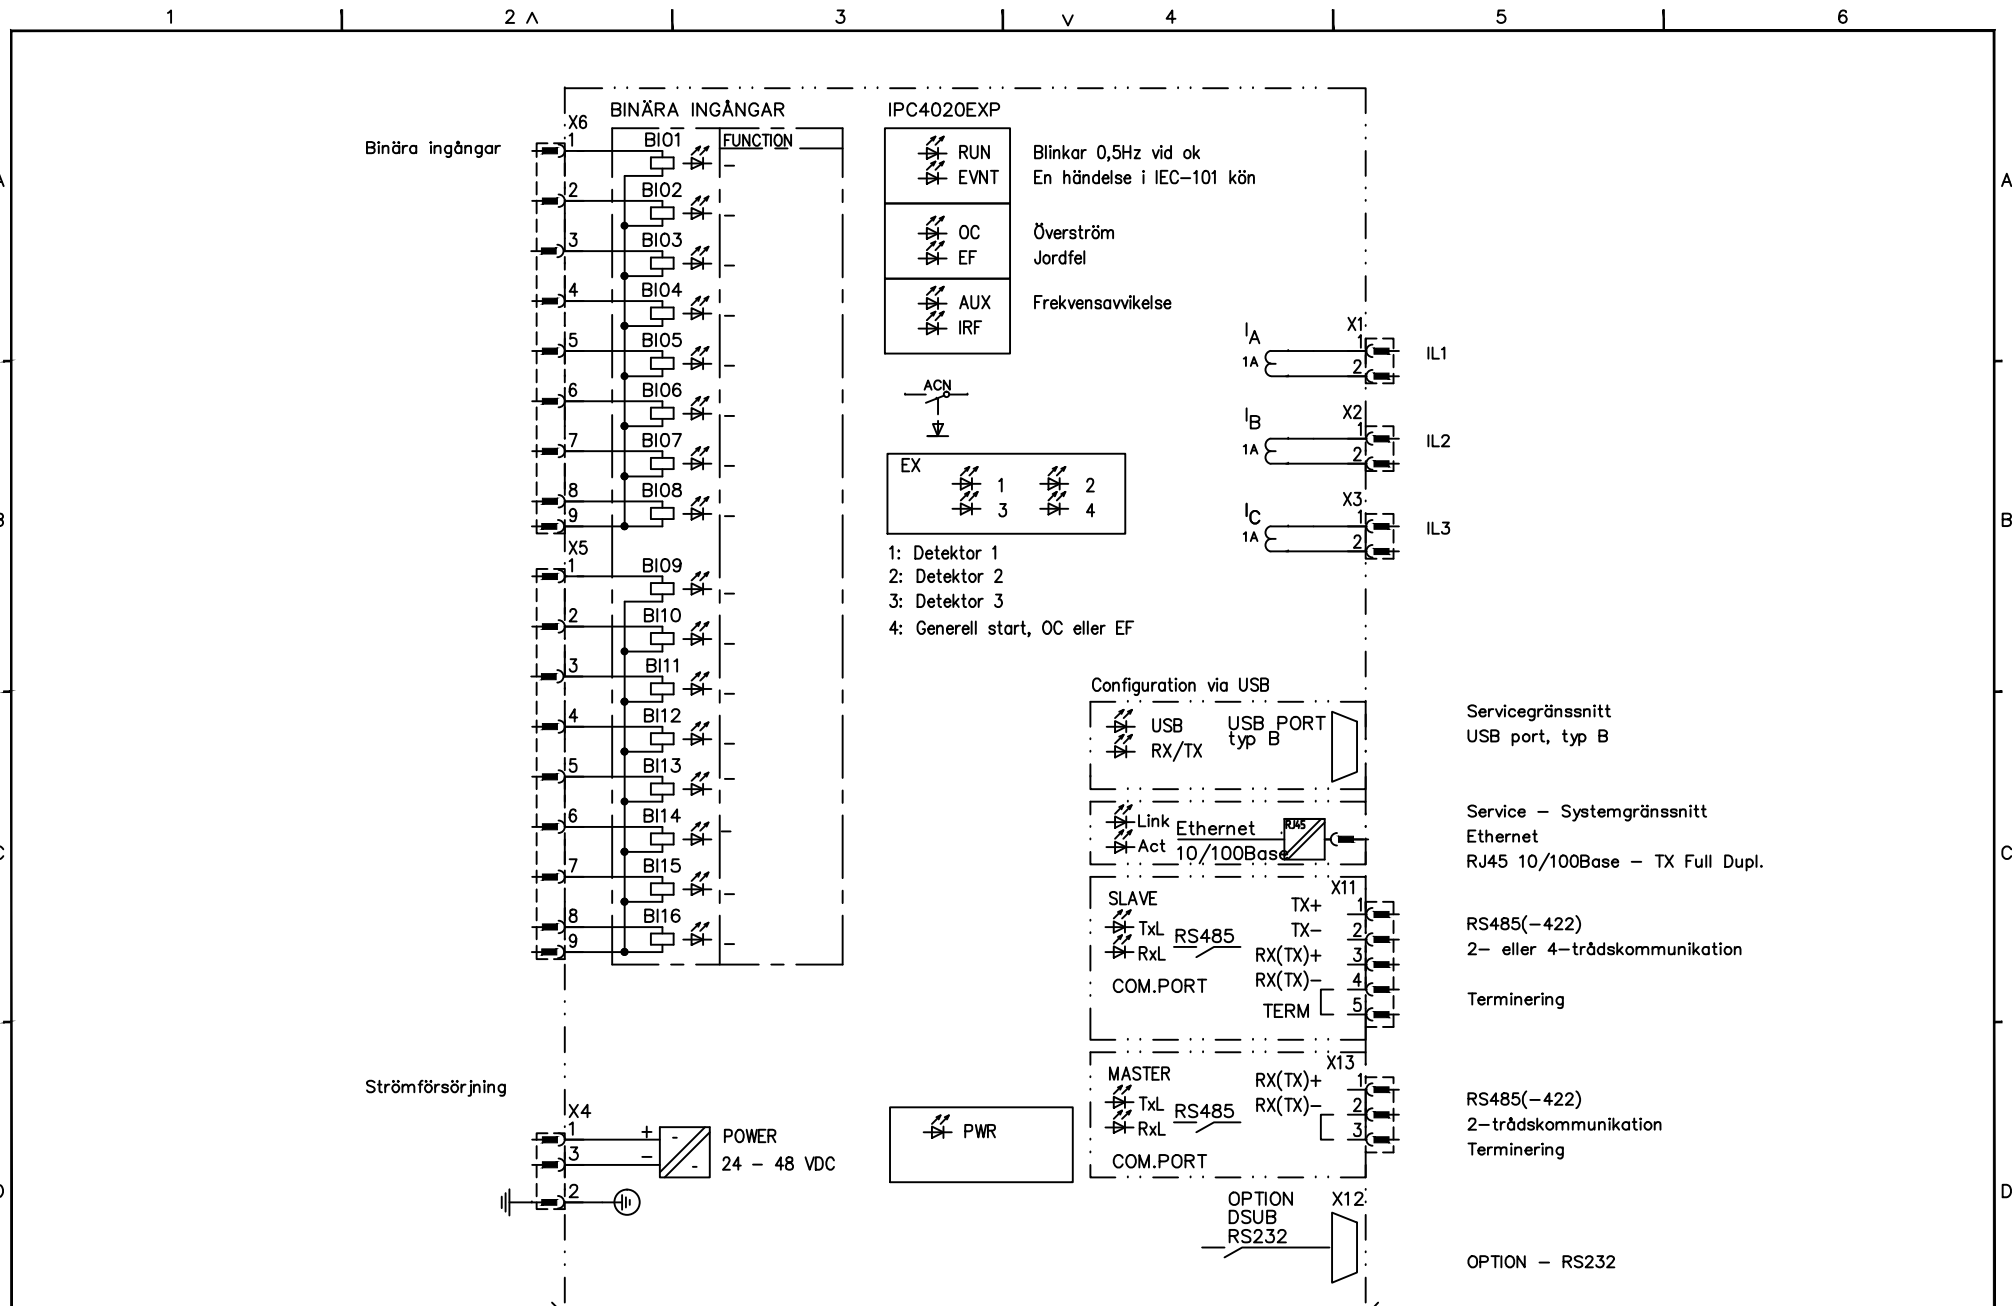 1 2 3 4 5 6
BINÄRA INGÅNGAR
IPC4020EXP
Binära ingångar
X6
FUNCTION
1 BI01
2 BI02
3 BI03
4 BI04
5 BI05
6 BI06
7 BI07
8 BI08
9
X5
1 BI09
2 BI10
3 BI11
4 BI12
5 BI13
6 BI14
7 BI15
8 BI16
9
RUN Blinkar 0,5Hz vid ok
EVNT En händelse i IEC-101 kön
OC Överström
EF Jordfel
AUX Frekvensavvikelse
IRF
ACN
EX
1 2
3 4
1: Detektor 1
2: Detektor 2
3: Detektor 3
4: Generell start, OC eller EF
IA X1
1A 1 IL1
2
IB X2
1A 1 IL2
2
IC X3
1A 1 IL3
2
A
A
B
B
C
C
D
D
Configuration via USB
USB
RX/TX
USB PORT
typ B
Servicegränssnitt
USB port, typ B
Link
Act
Ethernet
10/100Base
RJ45
Service - Systemgränssnitt
Ethernet
RJ45 10/100Base - TX Full Dupl.
SLAVE
TxL
RxL
RS485
COM.PORT
X11
TX+ 1
TX- 2
RX(TX)+ 3
RX(TX)- 4
TERM 5
RS485(-422)
2- eller 4-trådskommunikation
Terminering
MASTER
TxL
RxL
RS485
COM.PORT
X13
RX(TX)+ 1
RX(TX)- 2
3
RS485(-422)
2-trådskommunikation
Terminering
Strömförsörjning
X4
1 +
3 -
2
POWER
24 - 48 VDC
PWR
OPTION
DSUB
RS232
X12
OPTION - RS232